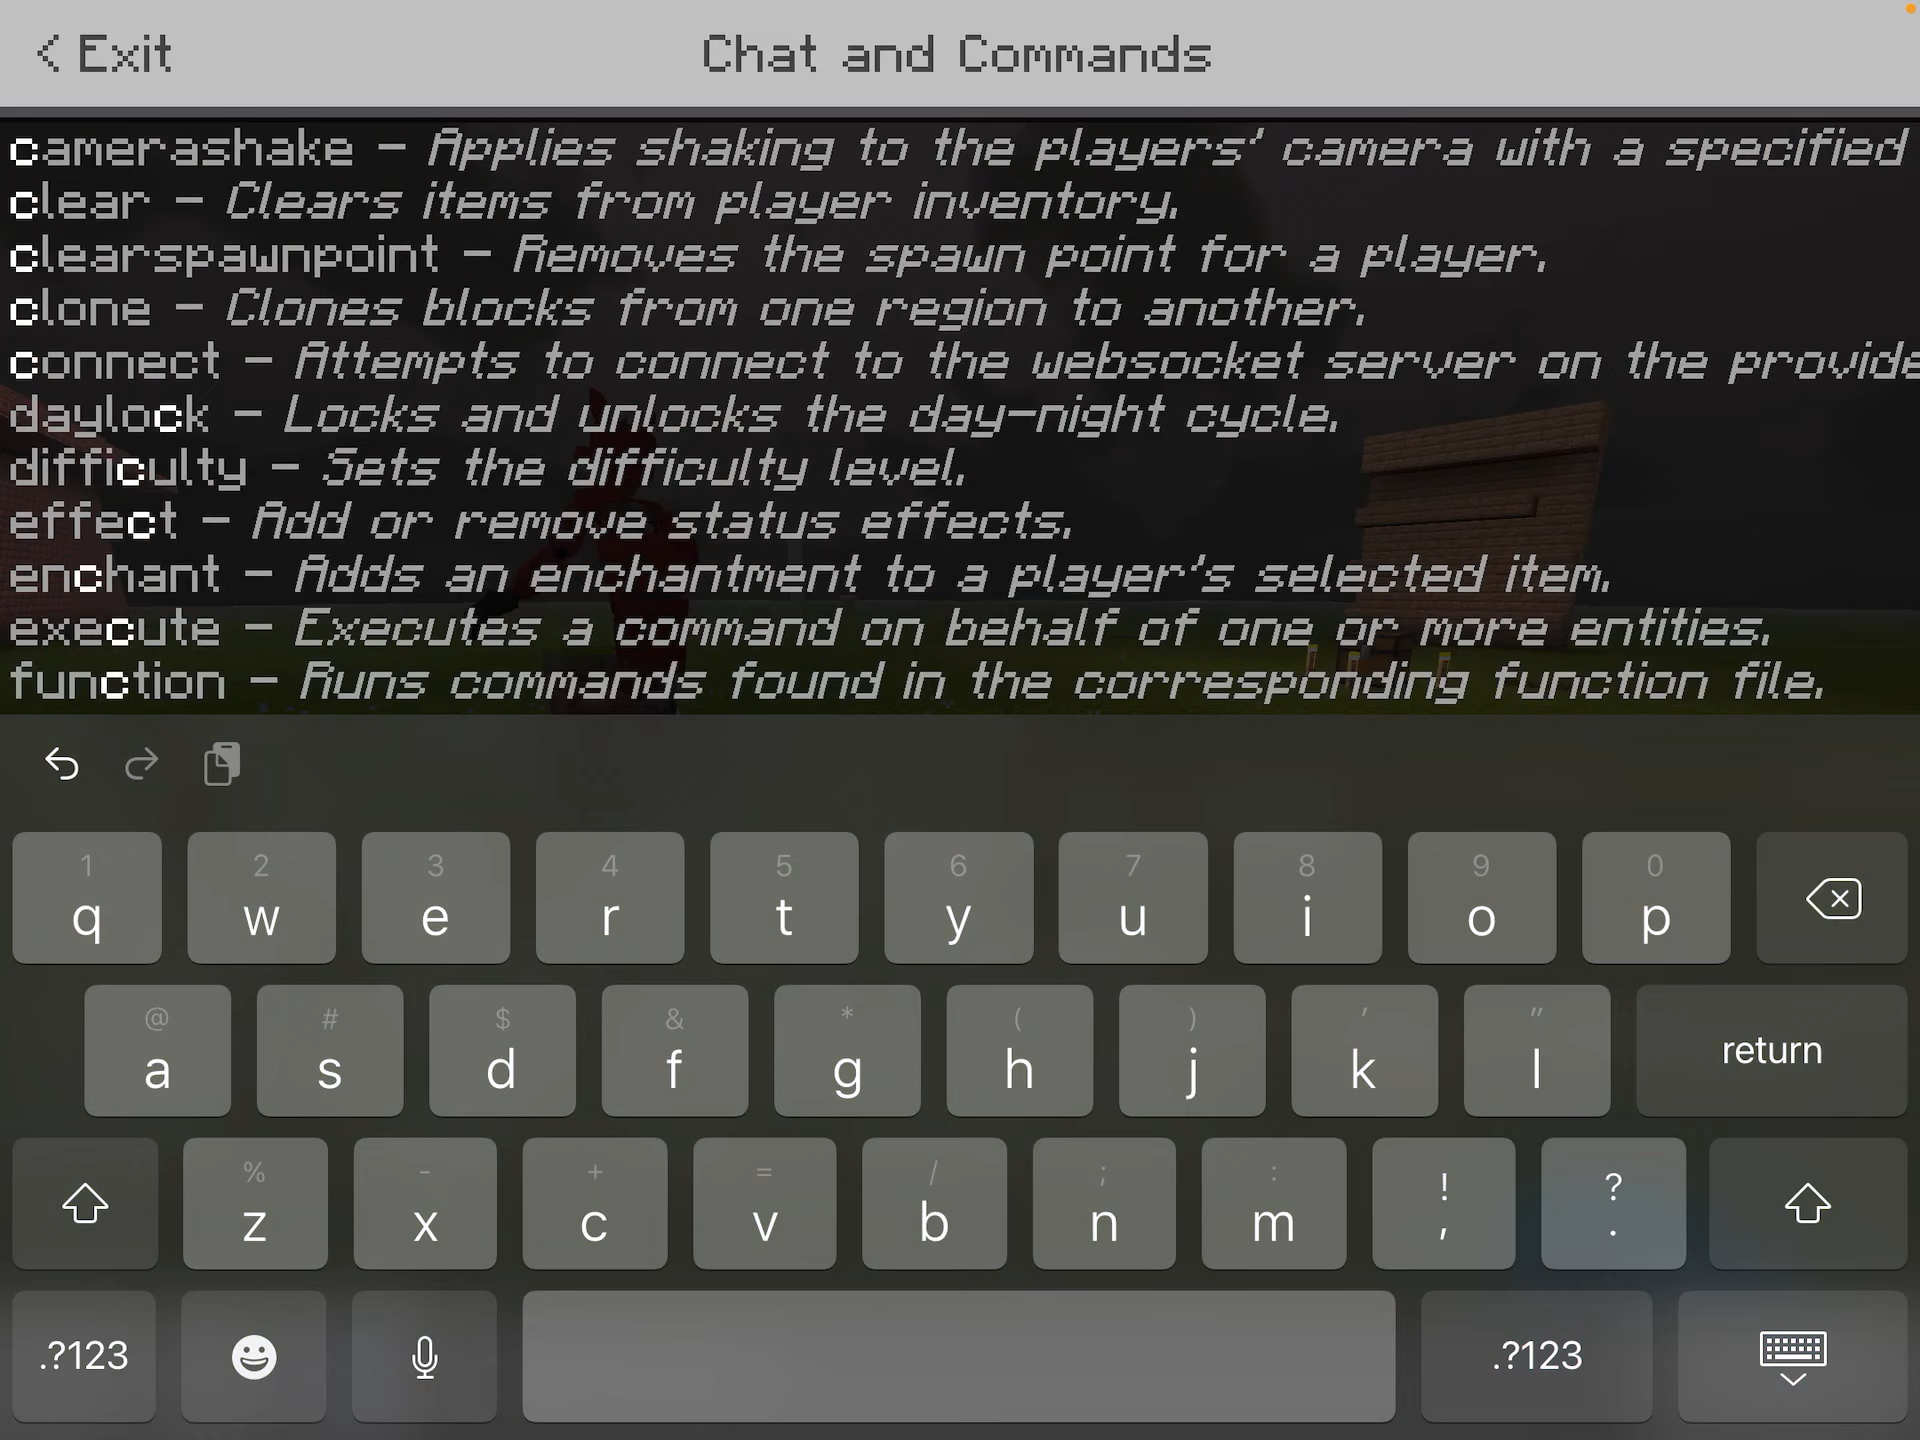 < Exit
Chat and Commands
camerashake - Applies shaking to the players' camera with a specified
clear - Clears items from player inventory.
clearspawnpoint - Removes the spawn point for a player.
clone - Clones blocks from one region to another.
connect - Attempts to connect to the websocket server on the provide
daylock - Locks and unlocks the day-night cycle.
difficulty - Sets the difficulty level.
effect - Add or remove status effects.
enchant - Adds an enchantment to a player's selected item.
execute - Executes a command on behalf of one or more entities.
function - Runs commands found in the corresponding function file.
1 2 3 4 5 6 7 8 9 0
q w e r t y u i o p
@ # $ & * ( ) ' "
a s d f g h j k l return
% - + = / ; : ! ?
z x c v b n m , .
.?123 .?123